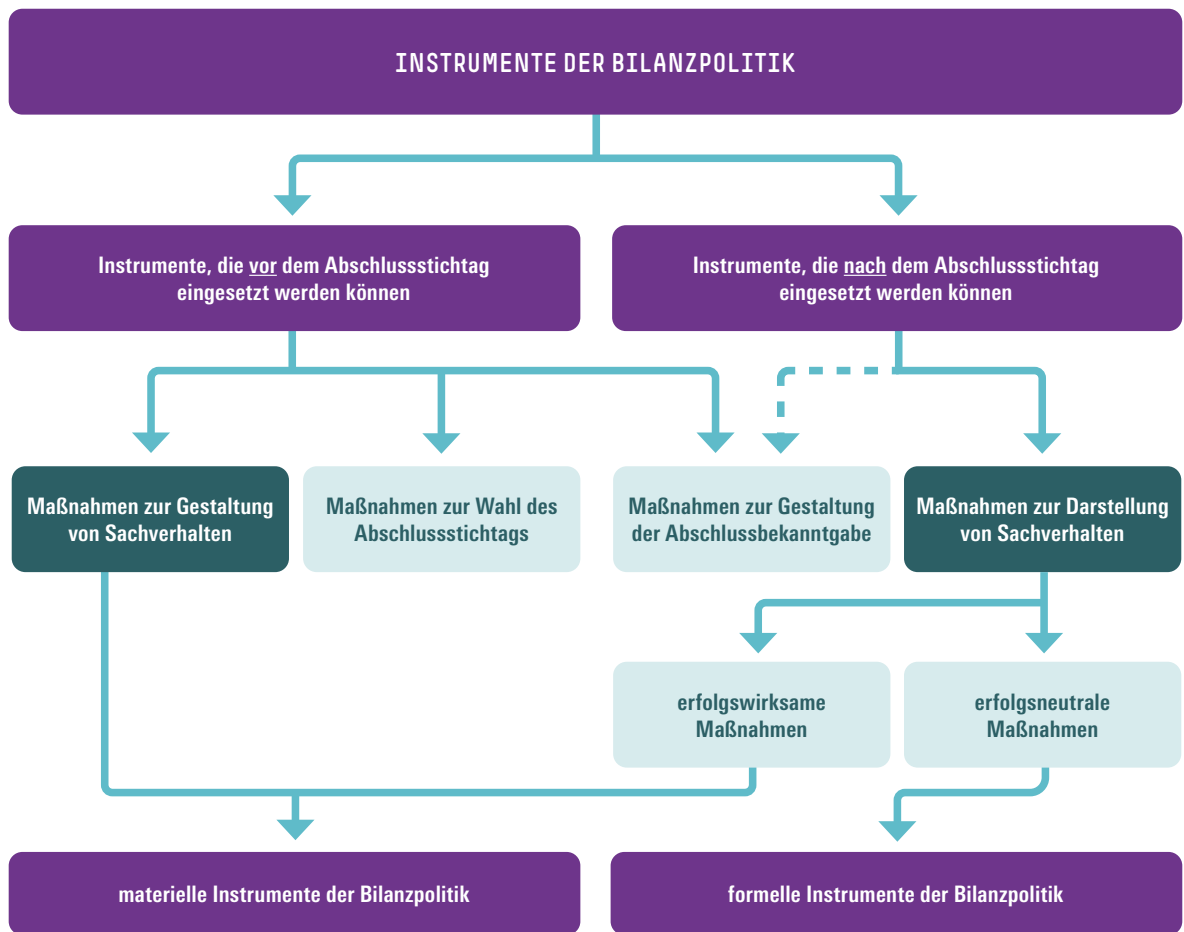 INSTRUMENTE DER BILANZPOLITIK
Instrumente, die vor dem Abschlussstichtag
eingesetzt werden können
Instrumente, die nach dem Abschlussstichtag
eingesetzt werden können
Maßnahmen zur Gestaltung
von Sachverhalten
Maßnahmen zur Wahl des
Abschlussstichtags
Maßnahmen zur Gestaltung
der Abschlussbekanntgabe
Maßnahmen zur Darstellung
von Sachverhalten
erfolgswirksame
Maßnahmen
erfolgsneutrale
Maßnahmen
materielle Instrumente der Bilanzpolitik
formelle Instrumente der Bilanzpolitik